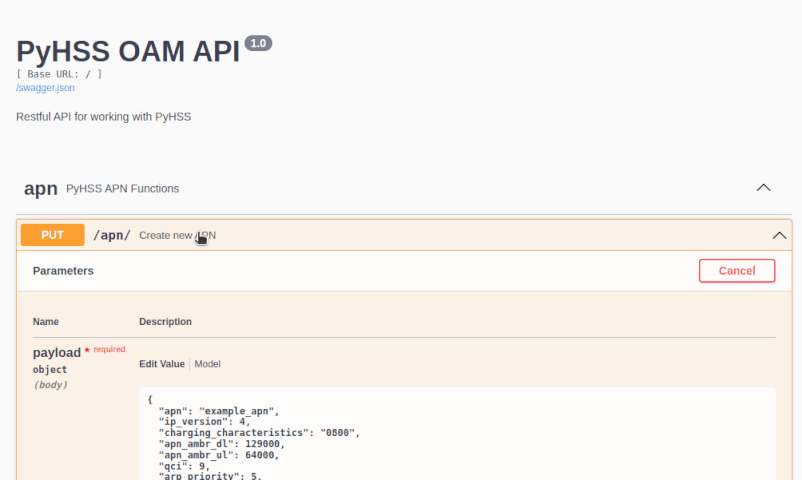 PyHSS OAM API 1.0
[ Base URL: / ]
/swagger.json
Restful API for working with PyHSS
apn PyHSS APN Functions
PUT /apn/ Create new APN
Parameters Cancel
Name Description
payload * required
object
(body)
Edit Value | Model
{
"apn": "example_apn",
"ip_version": 4,
"charging_characteristics": "0800",
"apn_ambr_dl": 129000,
"apn_ambr_ul": 64000,
"qci": 9,
"arp_priority": 5,